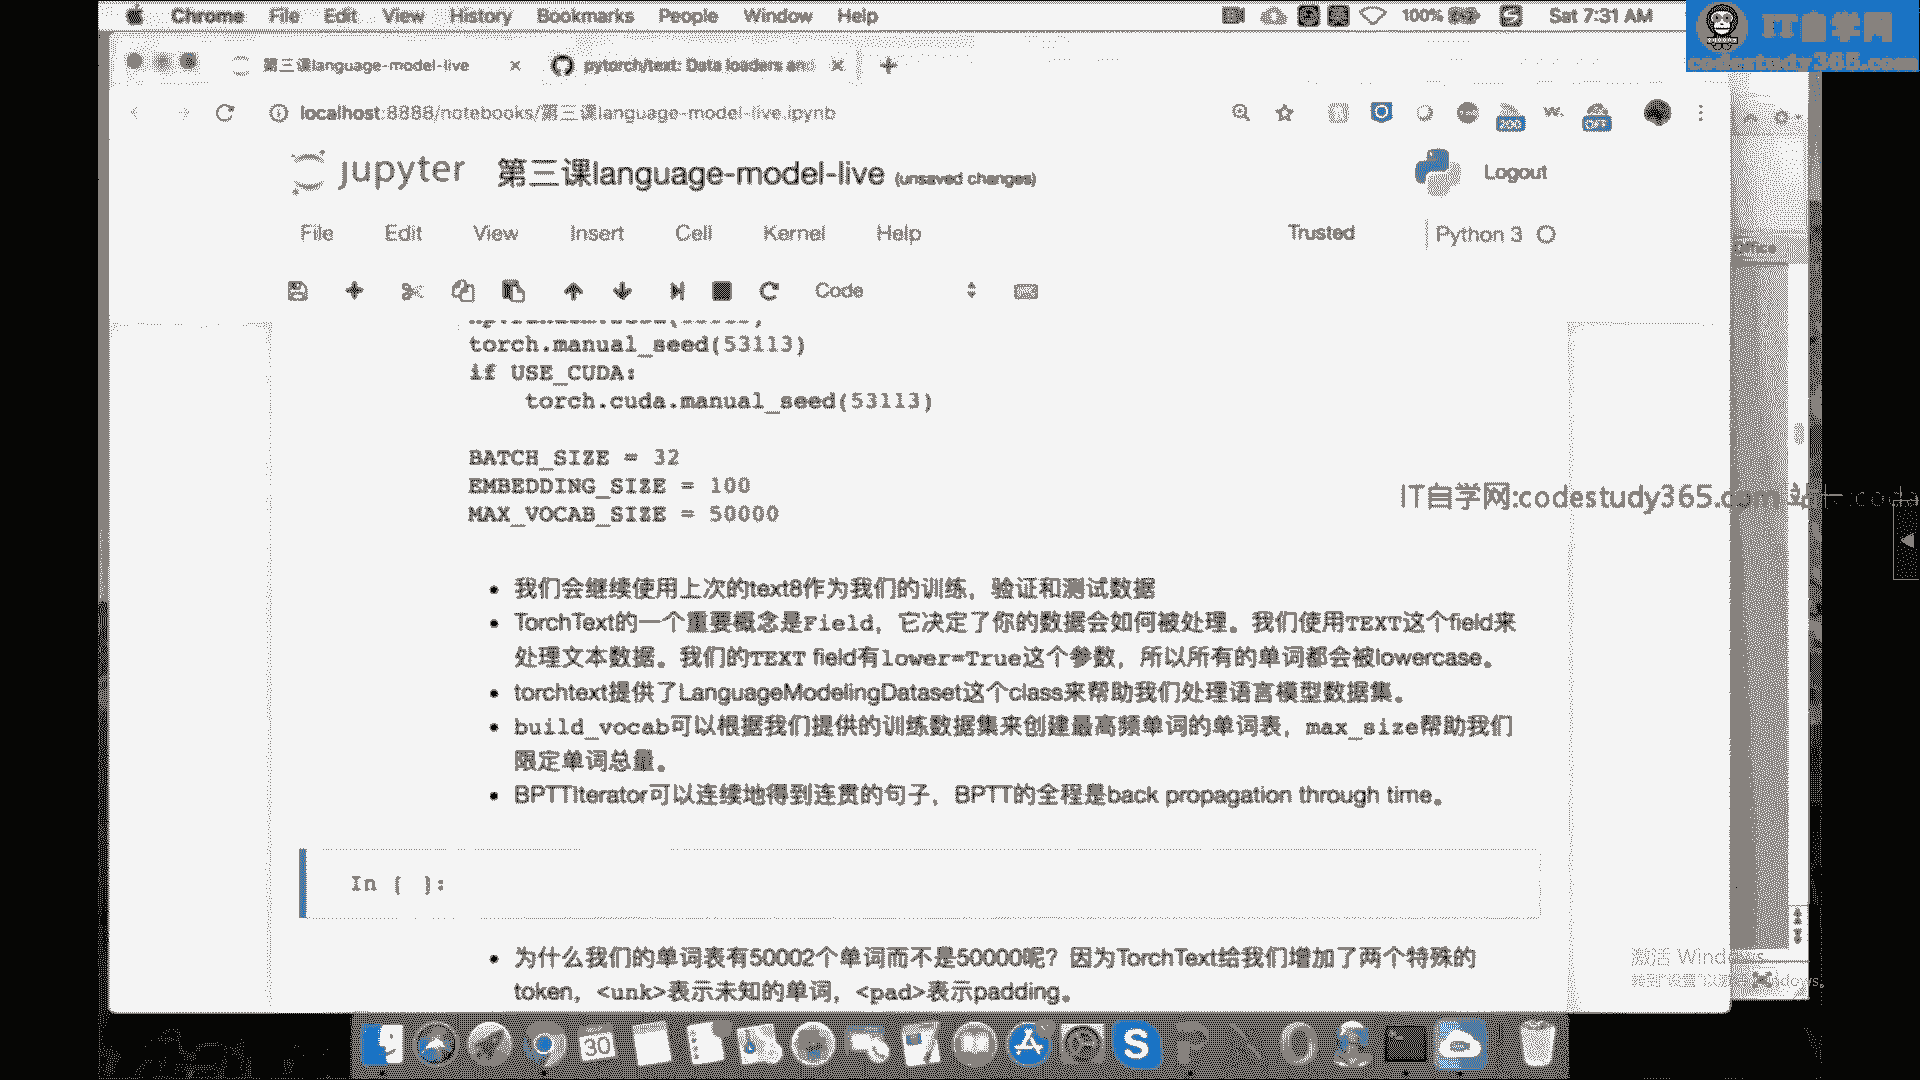 Chrome File Edit View History Bookmarks People Window Help 100% Sat 7:31 AM
IT自学网
codestudy365.com
第三课language-model-live
pytorch/text: Data loaders and
localhost:8888/notebooks/第三课language-model-live.ipynb
200 OFF
jupyter 第三课language-model-live (unsaved changes) Logout
File Edit View Insert Cell Kernel Help Trusted Python 3
Office
Code
torch.manual_seed(53113)
if USE_CUDA:
torch.cuda.manual_seed(53113)
BATCH_SIZE = 32
EMBEDDING_SIZE = 100
MAX_VOCAB_SIZE = 50000
IT自学网:codestudy365.com
我们会继续使用上次的text8作为我们的训练，验证和测试数据
TorchText的一个重要概念是Field，它决定了你的数据会如何被处理。我们使用TEXT这个field来
处理文本数据。我们的TEXT field有lower=True这个参数，所以所有的单词都会被lowercase。
torchtext提供了LanguageModelingDataset这个class来帮助我们处理语言模型数据集。
build_vocab可以根据我们提供的训练数据集来创建最高频单词的单词表，max_size帮助我们
限定单词总量。
BPTTIterator可以连续地得到连贯的句子，BPTT的全程是back propagation through time。
In [ ]:
为什么我们的单词表有50002个单词而不是50000呢？因为TorchText给我们增加了两个特殊的
token，<unk>表示未知的单词，<pad>表示padding。
激活 Windows
30